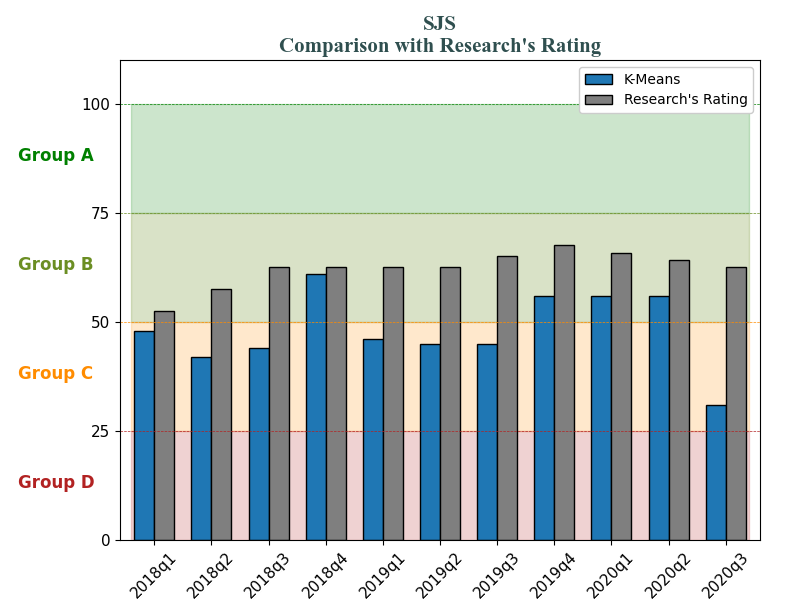 SJS
Comparison with Research's Rating
K-Means
Research's Rating
100
Group A
75
Group B
50
Group C
25
Group D
0
2018q1 2018q2 2018q3 2018q4 2019q1 2019q2 2019q3 2019q4 2020q1 2020q2 2020q3